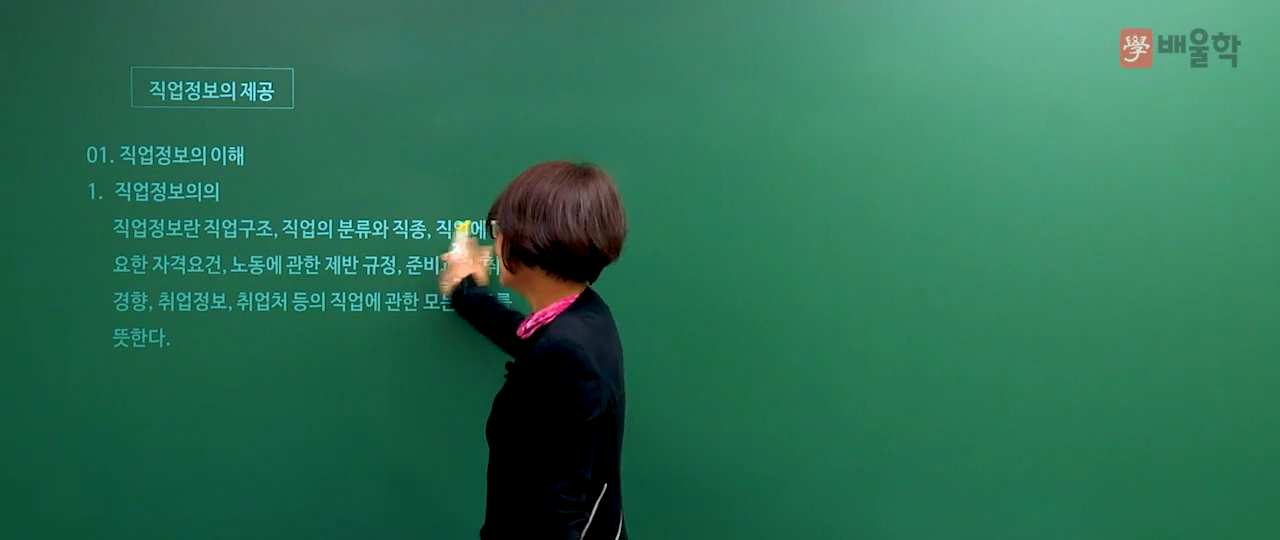 學 배울학
직업정보의 제공
01. 직업정보의 이해
1. 직업정보의의
직업정보란 직업구조, 직업의 분류와 직종,
요한 자격요건, 노동에 관한 제반 규정,
경향, 취업정보, 취업처 등의 직업에 관한
뜻한다.